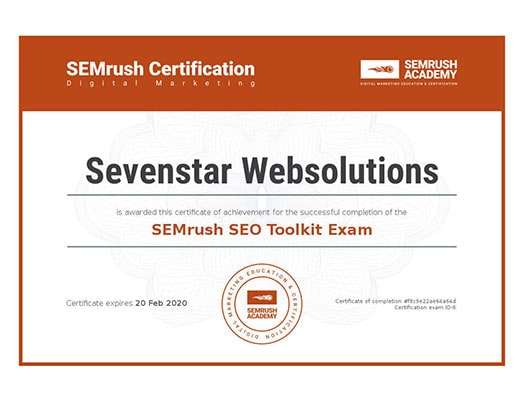 SEMrush Certification
Digital Marketing
SEMRUSH
ACADEMY
DIGITAL MARKETING EDUCATION & CERTIFICATION
Sevenstar Websolutions
is awarded this certificate of achievement for the successful completion of the
SEMrush SEO Toolkit Exam
DIGITAL MARKETING EDUCATION & CERTIFICATION
SEMRUSH
ACADEMY
Certificate expires 20 Feb 2020
Certificate of completion
Certification exam ID-6